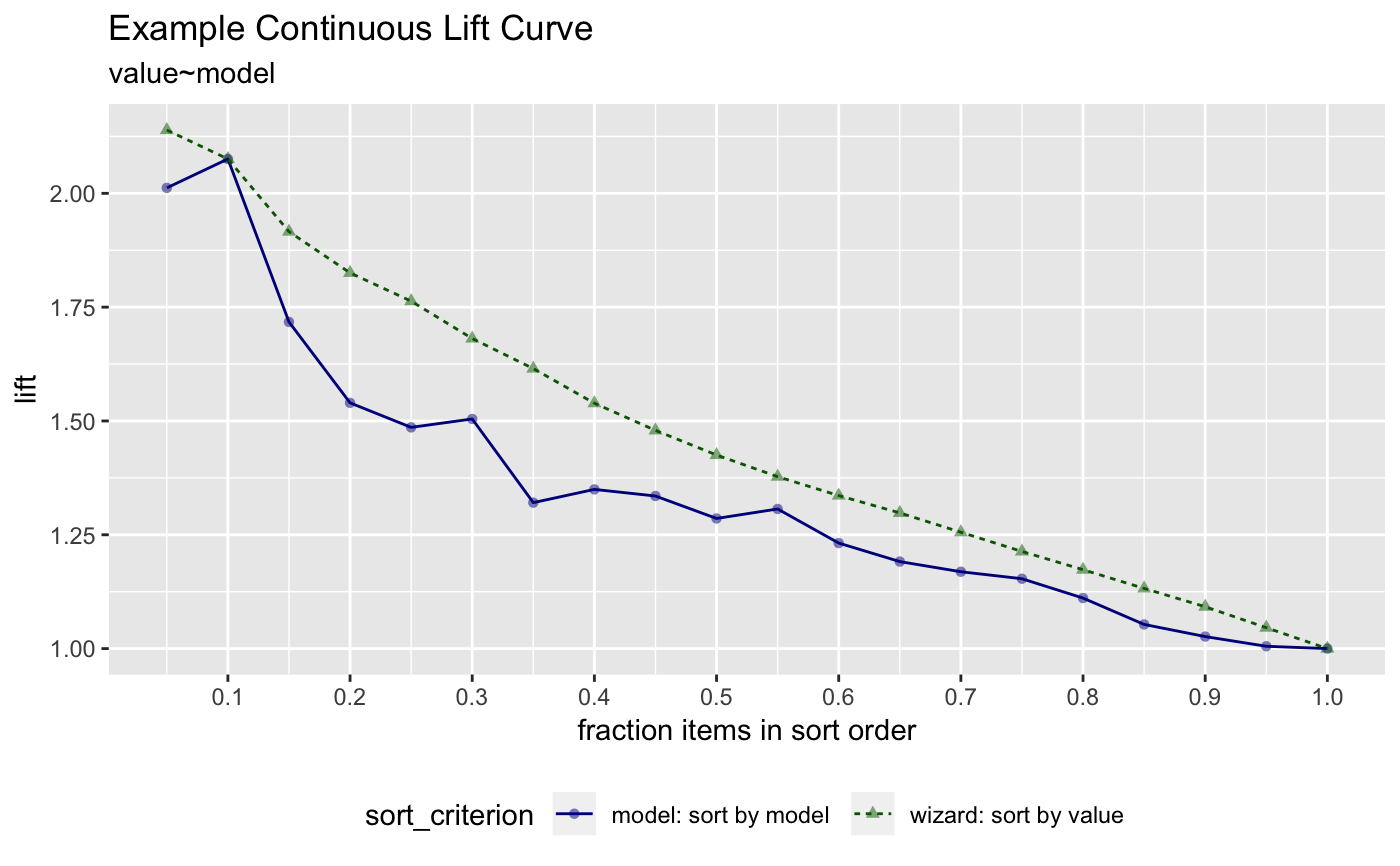 Example Continuous Lift Curve
value~model
2.00
1.75
1.50
1.25
1.00
lift
0.1 0.2 0.3 0.4 0.5 0.6 0.7 0.8 0.9 1.0
fraction items in sort order
sort_criterion model: sort by model wizard: sort by value